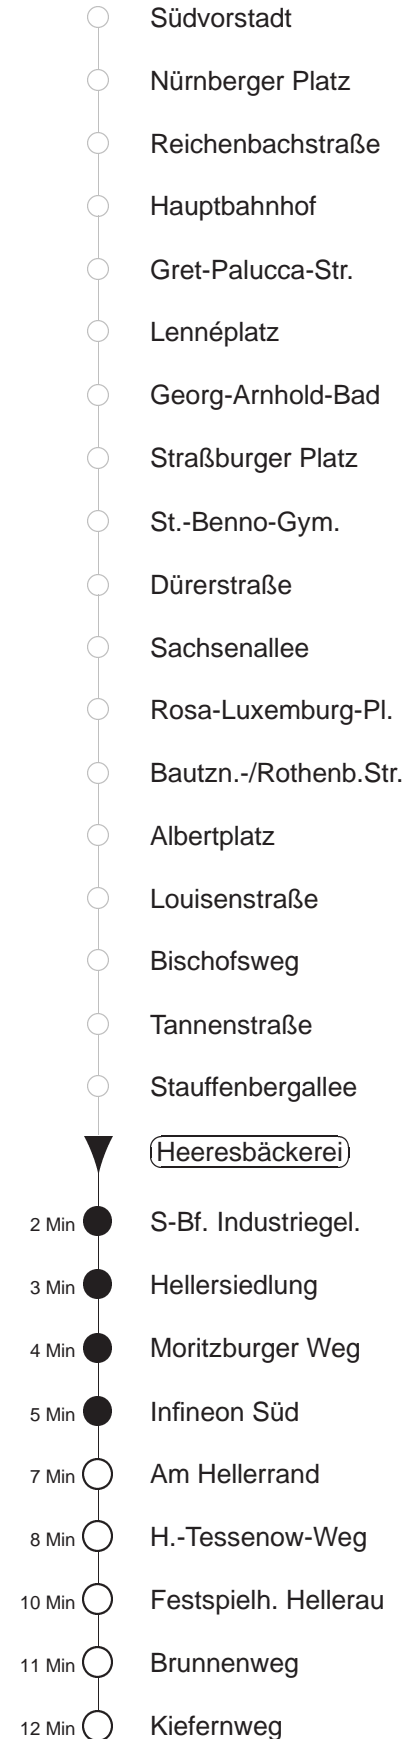 Südvorstadt
Nürnberger Platz
Reichenbachstraße
Hauptbahnhof
Gret-Palucca-Str.
Lennéplatz
Georg-Arnhold-Bad
Straßburger Platz
St.-Benno-Gym.
Dürerstraße
Sachsenallee
Rosa-Luxemburg-Pl.
Bautzn.-/Rothenb.Str.
Albertplatz
Louisenstraße
Bischofsweg
Tannenstraße
Stauffenbergallee
Heeresbäckerei
2 Min S-Bf. Industriegel.
3 Min Hellersiedlung
4 Min Moritzburger Weg
5 Min Infineon Süd
7 Min Am Hellerrand
8 Min H.-Tessenow-Weg
10 Min Festspielh. Hellerau
11 Min Brunnenweg
12 Min Kiefernweg